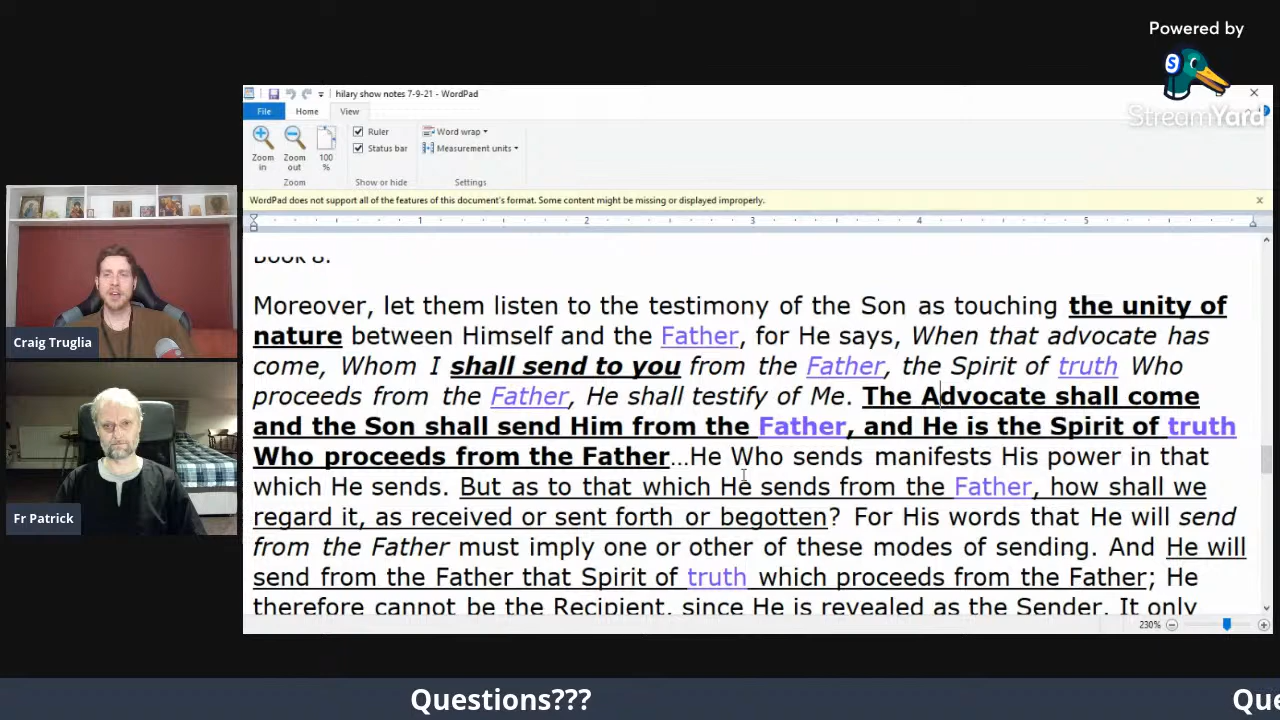 Powered by
S
StreamYard
hilary show notes 7-9-21 - WordPad
File
Home
View
Zoom in
Zoom out
100 %
Ruler
Status bar
Word wrap
Measurement units
Zoom
Show or hide
Settings
WordPad does not support all of the features of this document's format. Some content might be missing or displayed improperly.
1 2 3 4 5
Book 8.
Moreover, let them listen to the testimony of the Son as touching the unity of
nature between Himself and the Father, for He says, When that advocate has
come, Whom I shall send to you from the Father, the Spirit of truth Who
proceeds from the Father, He shall testify of Me. The Advocate shall come
and the Son shall send Him from the Father, and He is the Spirit of truth
Who proceeds from the Father...He Who sends manifests His power in that
which He sends. But as to that which He sends from the Father, how shall we
regard it, as received or sent forth or begotten? For His words that He will send
from the Father must imply one or other of these modes of sending. And He will
send from the Father that Spirit of truth which proceeds from the Father; He
therefore cannot be the Recipient, since He is revealed as the Sender. It only
230%
Craig Truglia
Fr Patrick
Questions???
Que